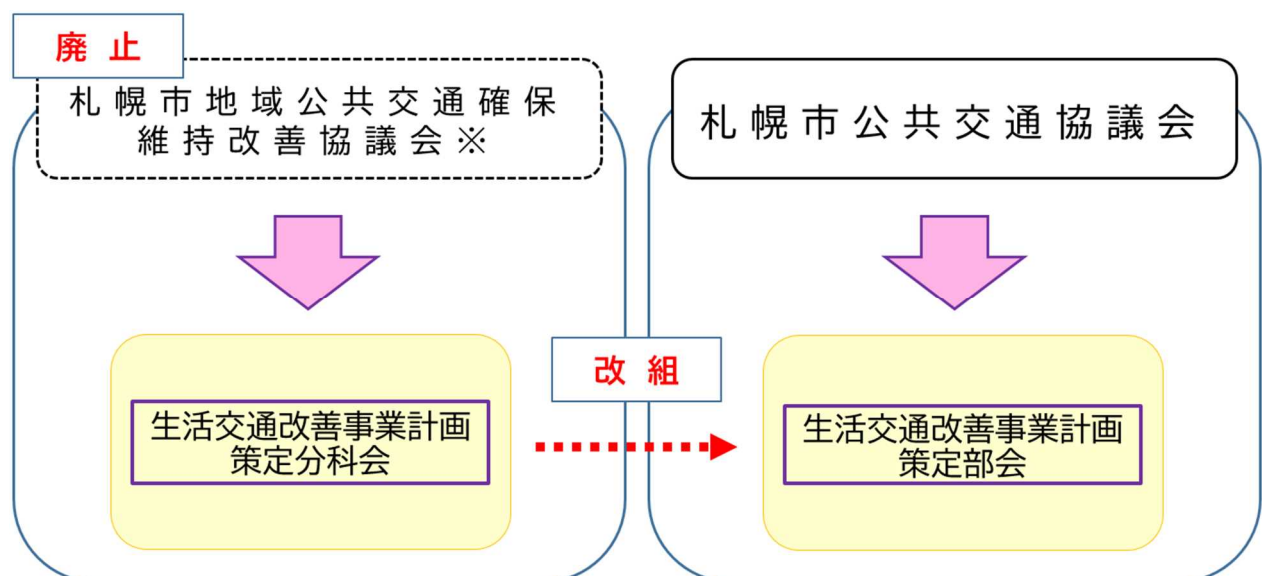 廃止
札幌市地域公共交通確保
維持改善協議会※
生活交通改善事業計画
策定分科会
改組
札幌市公共交通協議会
生活交通改善事業計画
策定部会